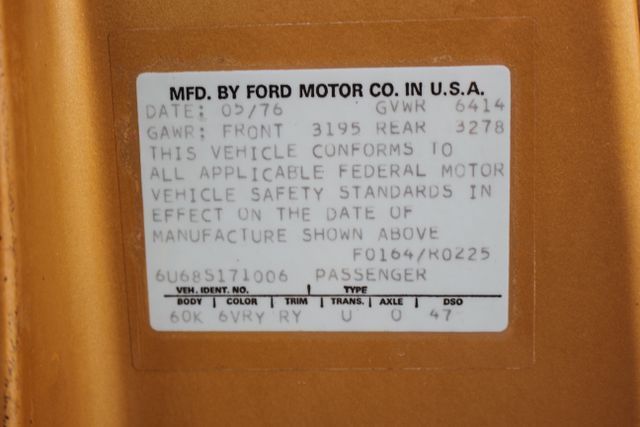 MFD. BY FORD MOTOR CO. IN U.S.A.
DATE: 05/76 GVWR 6414
GAWR: FRONT 3195 REAR 3278
THIS VEHICLE CONFORMS TO
ALL APPLICABLE FEDERAL MOTOR
VEHICLE SAFETY STANDARDS IN
EFFECT ON THE DATE OF
MANUFACTURE SHOWN ABOVE
F0164/R0225
6U68S171006 PASSENGER
VEH. IDENT. NO. TYPE
BODY | COLOR | TRIM | TRANS. | AXLE | DSO
60K 6VRY RY U O 47